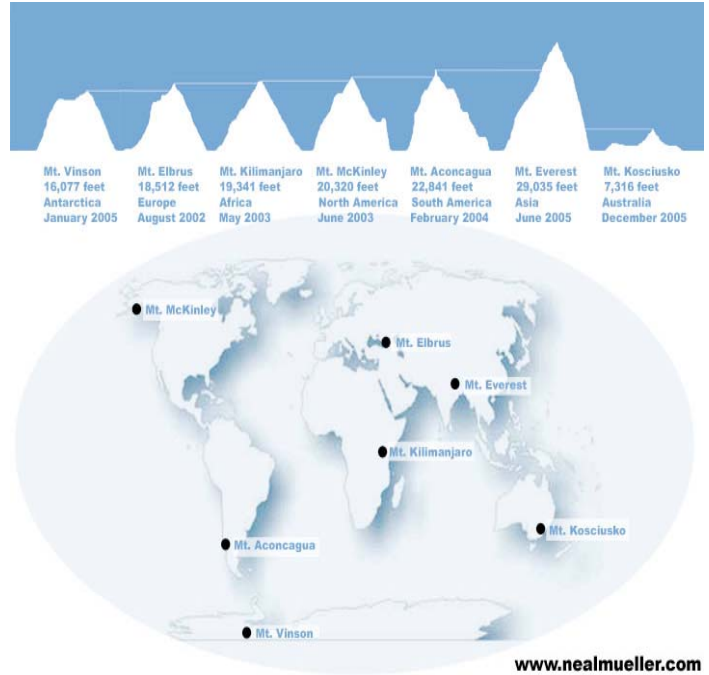 Mt. Vinson
16,077 feet
Antarctica
January 2005
Mt. Elbrus
18,512 feet
Europe
August 2002
Mt. Kilimanjaro
19,341 feet
Africa
May 2003
Mt. McKinley
20,320 feet
North America
June 2003
Mt. Aconcagua
22,841 feet
South America
February 2004
Mt. Everest
29,035 feet
Asia
June 2005
Mt. Kosciusko
7,316 feet
Australia
December 2005
Mt. McKinley
Mt. Elbrus
Mt. Everest
Mt. Kilimanjaro
Mt. Kosciusko
Mt. Aconcagua
Mt. Vinson
www.nealmueller.com